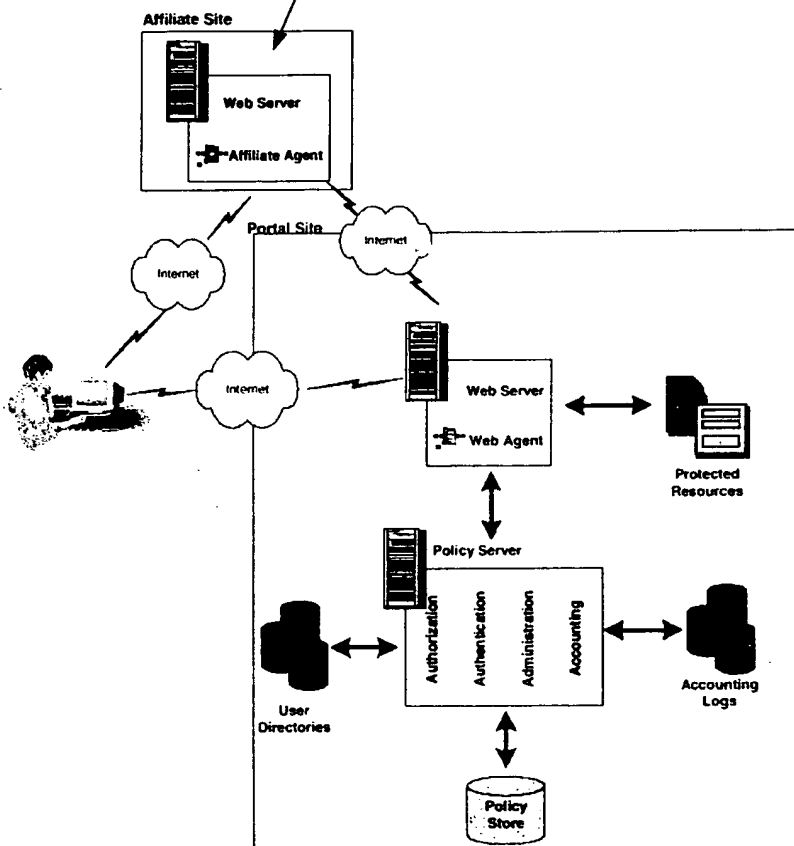 Affiliate Site
Web Server
Affiliate Agent
Portal Site
Internet
Internet
Internet
Web Server
Web Agent
Protected
Resources
Policy Server
Authorization
Authentication
Administration
Accounting
User
Directories
Accounting
Logs
Policy
Store